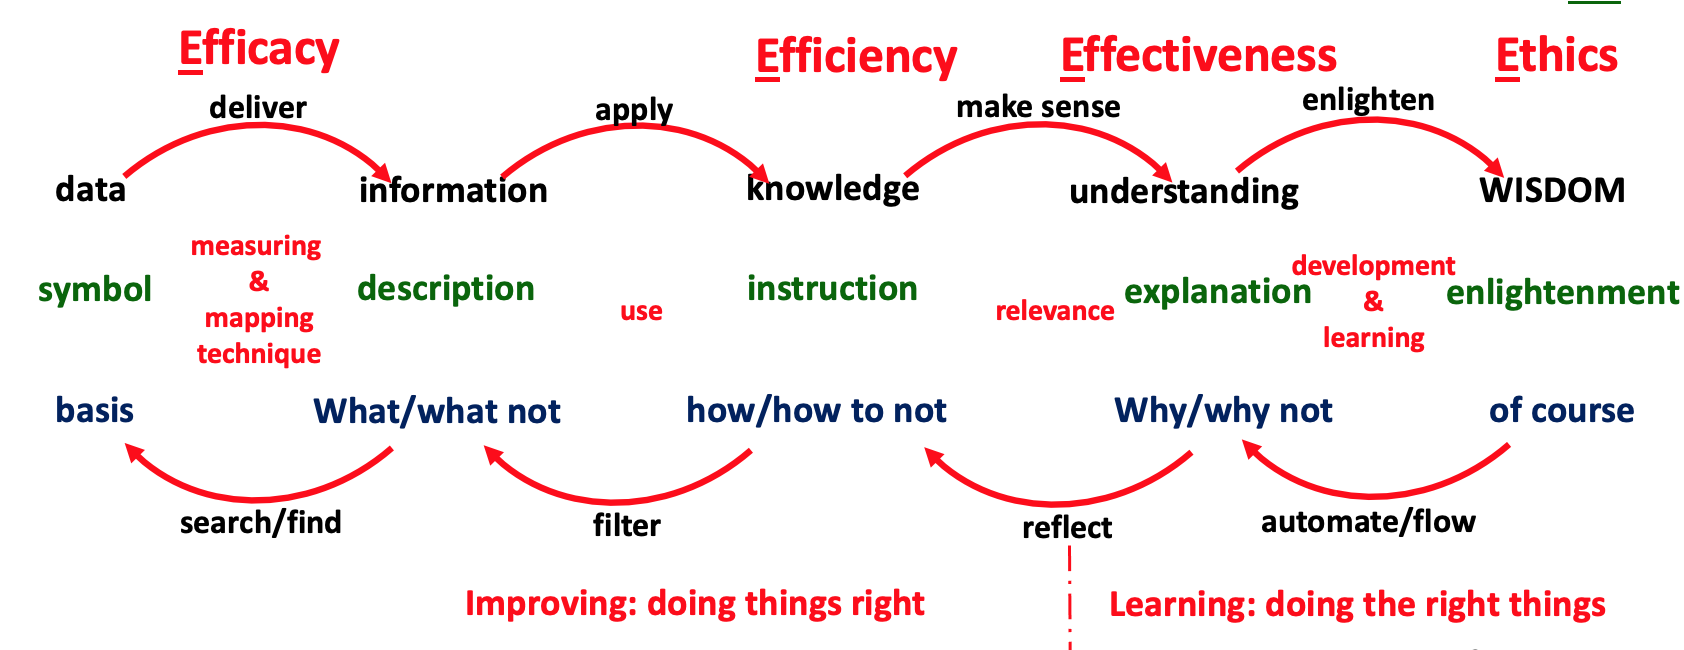 Efficacy
Efficiency
Effectiveness
Ethics
deliver
apply
make sense
enlighten
data
information
knowledge
understanding
WISDOM
measuring
&
mapping
technique
symbol
description
use
instruction
relevance
explanation
development
&
learning
enlightenment
basis
What/what not
how/how to not
Why/why not
of course
search/find
filter
reflect
automate/flow
Improving: doing things right
Learning: doing the right things